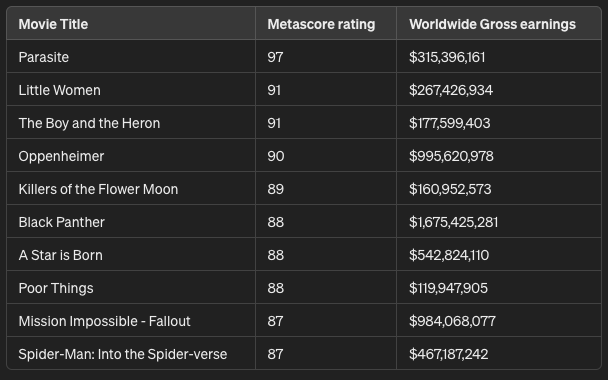 Movie Title Metascore rating Worldwide Gross earnings
Parasite 97 $315,396,161
Little Women 91 $267,426,934
The Boy and the Heron 91 $177,599,403
Oppenheimer 90 $995,620,978
Killers of the Flower Moon 89 $160,952,573
Black Panther 88 $1,675,425,281
A Star is Born 88 $542,824,110
Poor Things 88 $119,947,905
Mission Impossible - Fallout 87 $984,068,077
Spider-Man: Into the Spider-verse 87 $467,187,242